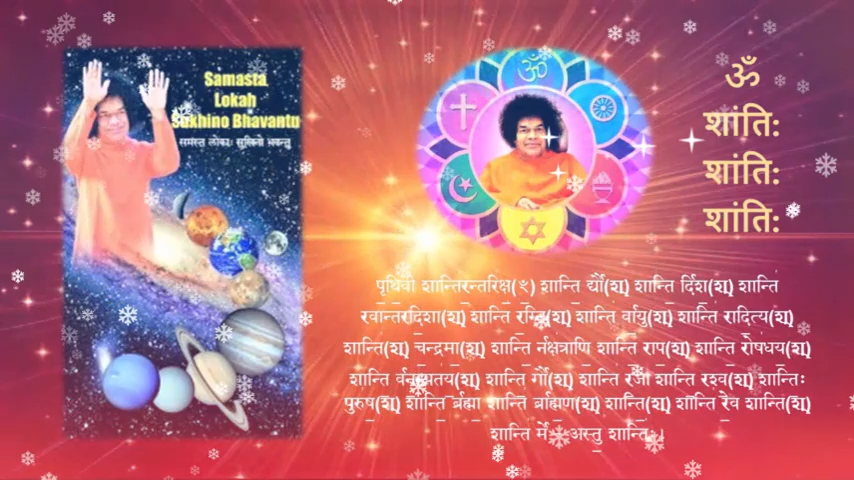 Samasta
Lokah
Sukhino Bhavantu
समस्त लोकाः सुखिनो भवन्तु
ॐ
ॐ
शांतिः
शांतिः
शांतिः
पृथिवी शान्तिरन्तरिक्ष(श्) शान्ति र्द्यौ(श्) शान्ति र्दिश(श्) शान्ति
रवान्तरदिशा(श्) शान्ति रग्नि(श्) शान्ति र्वायु(श्) शान्ति रादित्य(श्)
शान्ति(श्) चन्द्रमा(श्) शान्ति र्नक्षत्राणि शान्ति राप(श्) शान्ति रोषधय(श्)
शान्ति र्वनस्पतय(श्) शान्ति र्गौ(श्) शान्ति रजा शान्ति रश्व(श्) शान्तिः
पुरुष(श्) शान्ति ब्रह्म शान्ति ब्राह्मण(श्) शान्ति(श्) शान्ति रेव शान्ति(श्)
शान्ति र्मे अस्तु शान्तिः ।